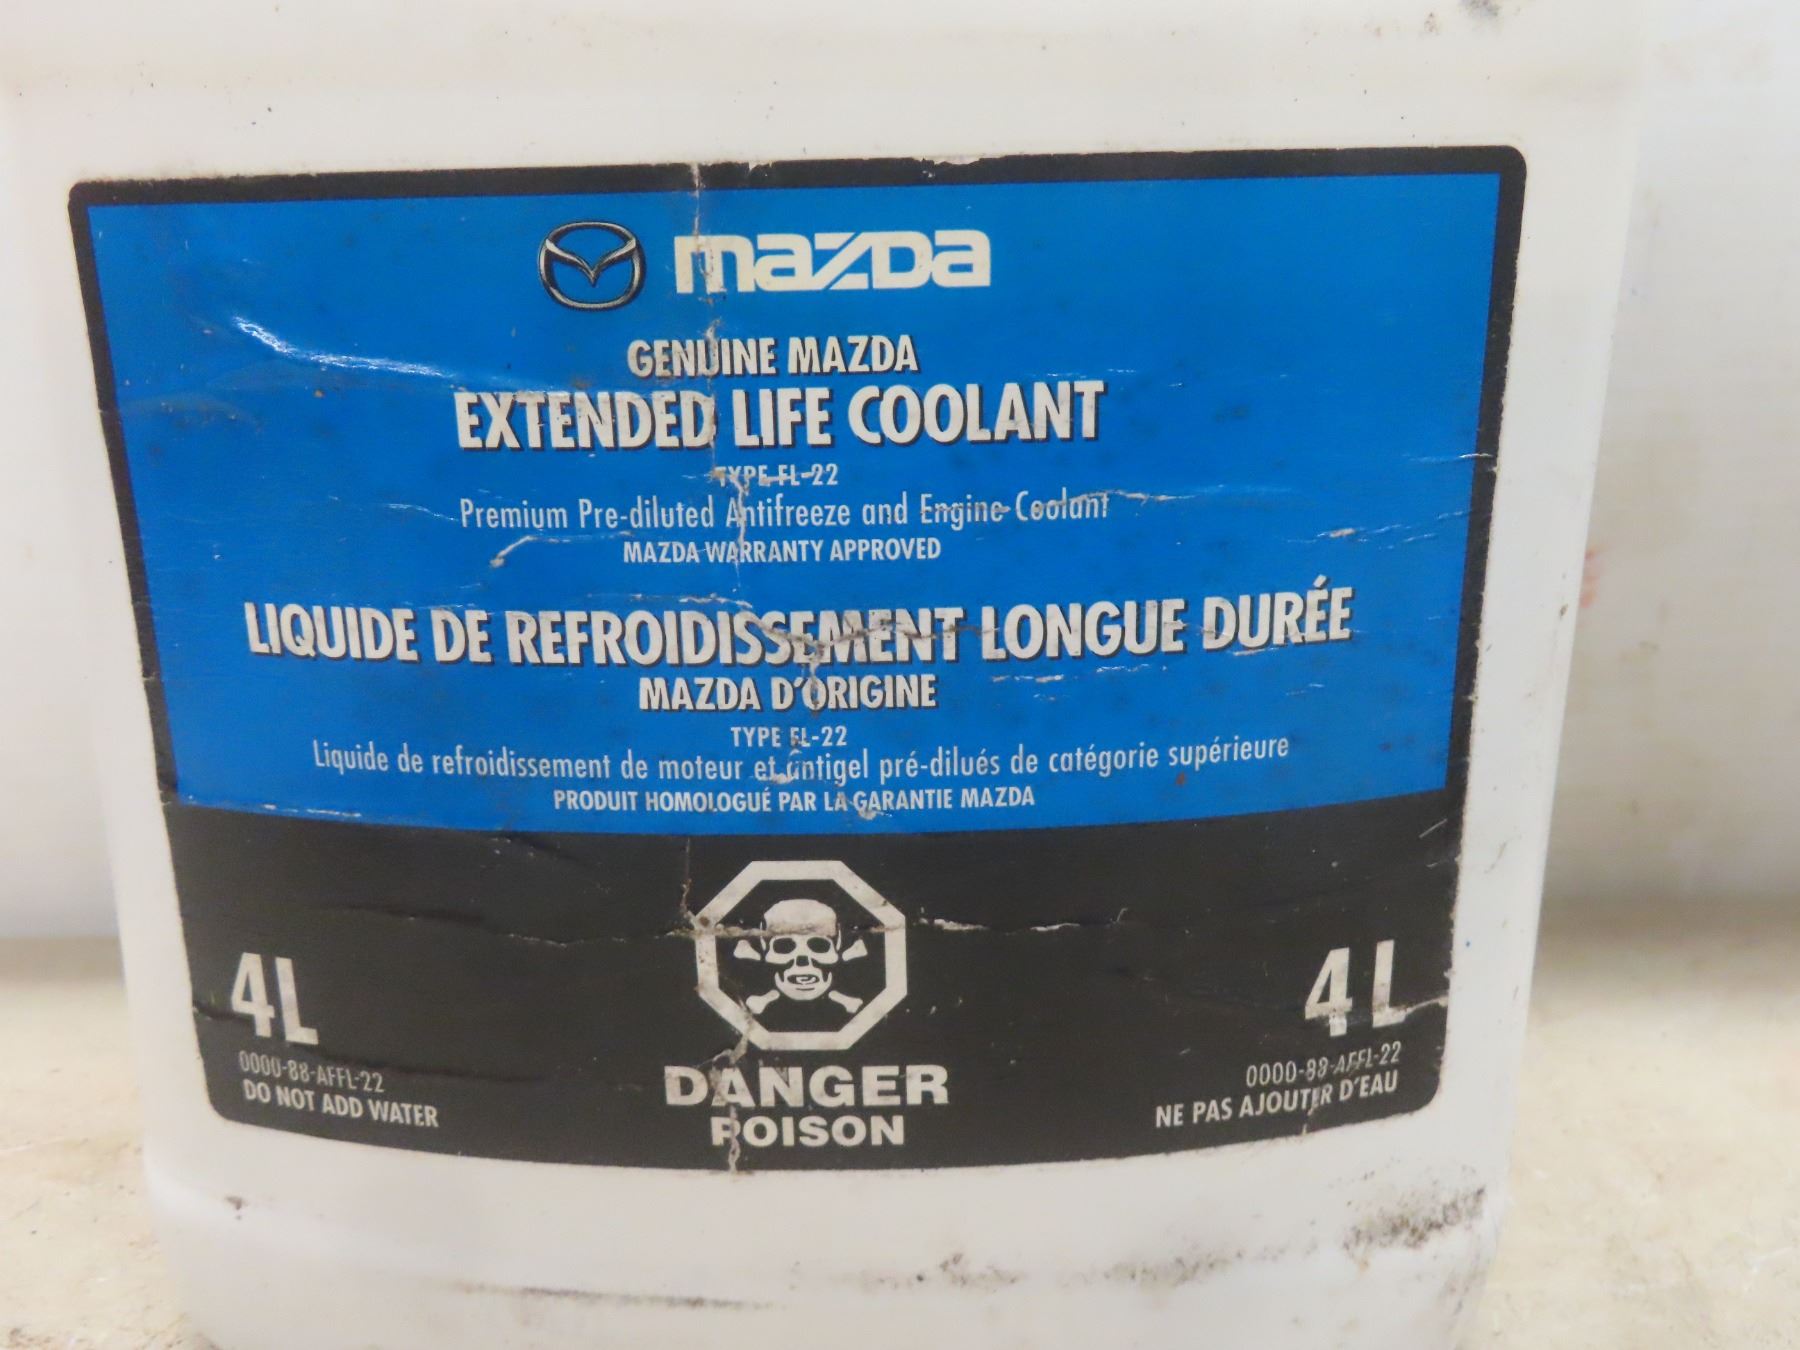 mazda
GENUINE MAZDA
EXTENDED LIFE COOLANT
TYPE FL-22
Premium Pre-diluted Antifreeze and Engine Coolant
MAZDA WARRANTY APPROVED
LIQUIDE DE REFROIDISSEMENT LONGUE DURÉE
MAZDA D'ORIGINE
TYPE FL-22
Liquide de refroidissement de moteur et antigel pré-dilués de catégorie supérieure
PRODUIT HOMOLOGUÉ PAR LA GARANTIE MAZDA
4L
0000-88-AFFL-22
DO NOT ADD WATER
DANGER
POISON
4L
0000-88-AFFL-22
NE PAS AJOUTER D'EAU